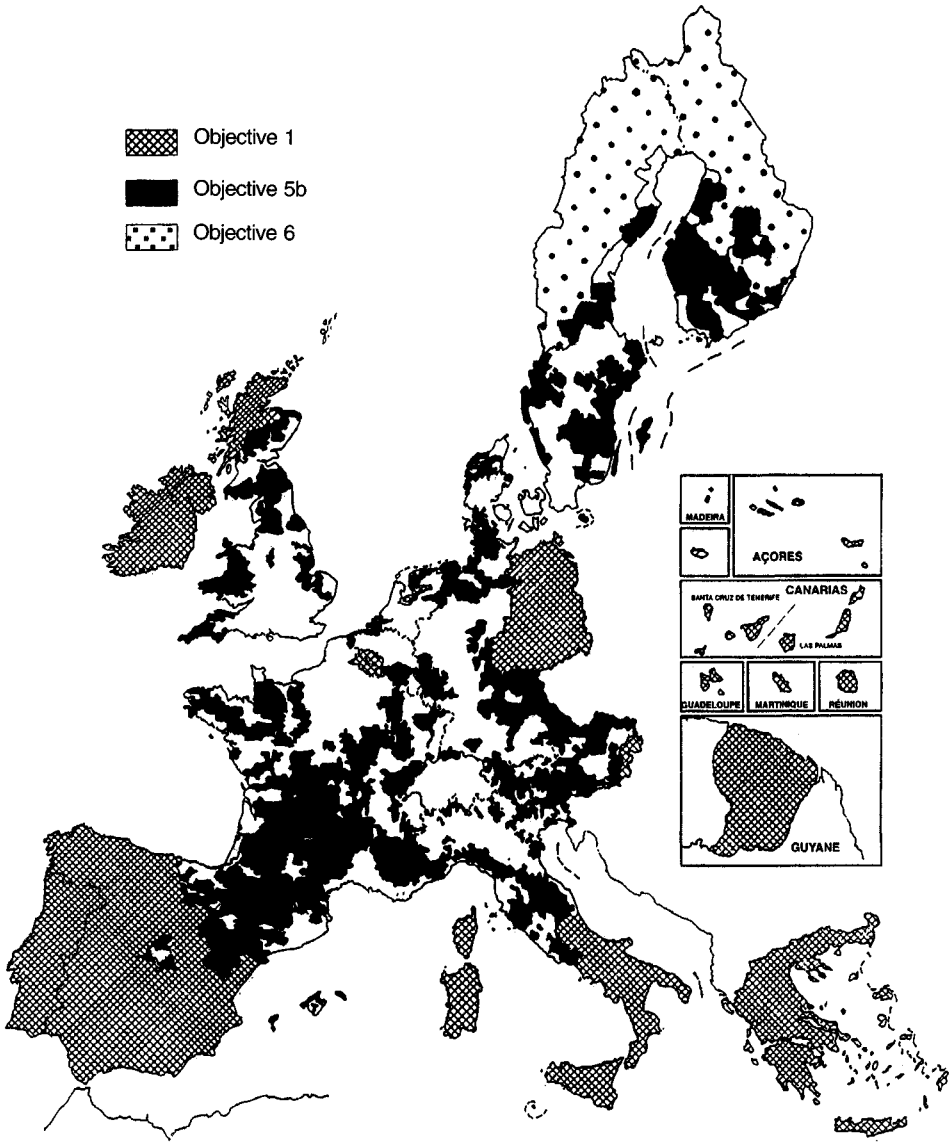 Objective 1
Objective 5b
Objective 6
MADEIRA
AÇORES
CANARIAS
SANTA CRUZ DE TENERIFE
LAS PALMAS
GUADELOUPE
MARTINIQUE
RÉUNION
GUYANE